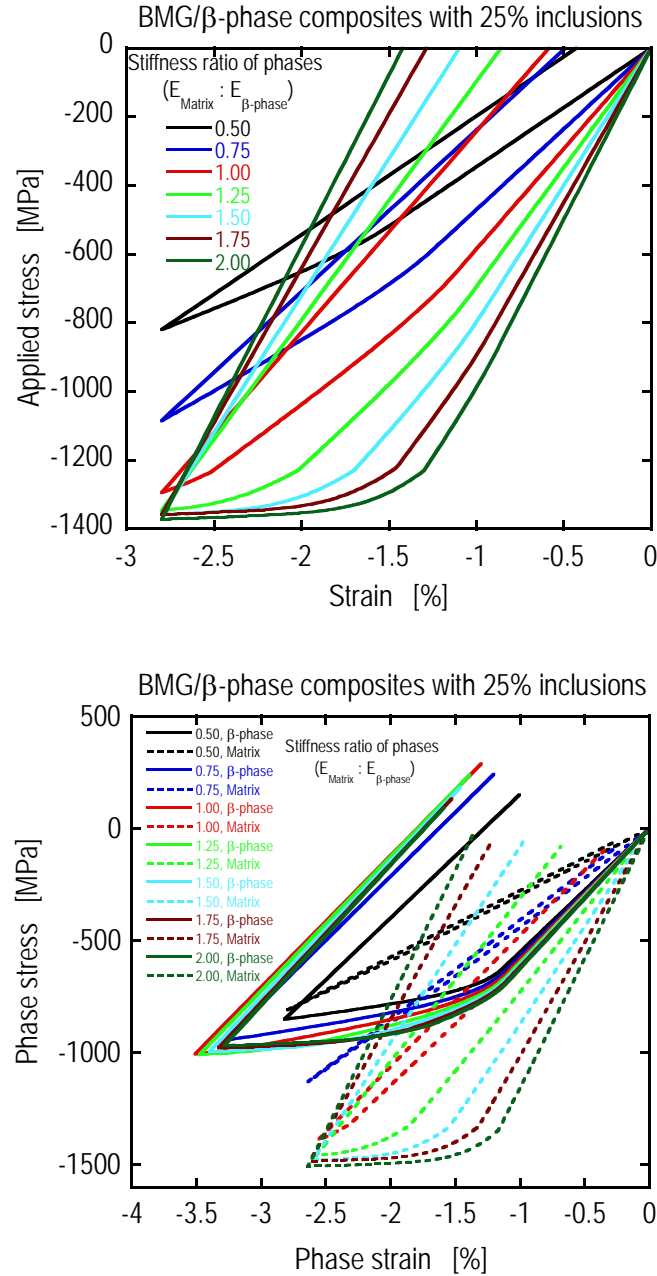 BMG/β-phase composites with 25% inclusions
Stiffness ratio of phases
(E_Matrix : E_β-phase)
0.50
0.75
1.00
1.25
1.50
1.75
2.00
0
-200
-400
-600
-800
-1000
-1200
-1400
Applied stress [MPa]
-3
-2.5
-2
-1.5
-1
-0.5
0
Strain [%]
BMG/β-phase composites with 25% inclusions
0.50, β-phase
0.50, Matrix
0.75, β-phase
0.75, Matrix
1.00, β-phase
1.00, Matrix
1.25, β-phase
1.25, Matrix
1.50, β-phase
1.50, Matrix
1.75, β-phase
1.75, Matrix
2.00, β-phase
2.00, Matrix
Stiffness ratio of phases
(E_Matrix : E_β-phase)
500
0
-500
-1000
-1500
Phase stress [MPa]
-4
-3.5
-3
-2.5
-2
-1.5
-1
-0.5
0
Phase strain [%]